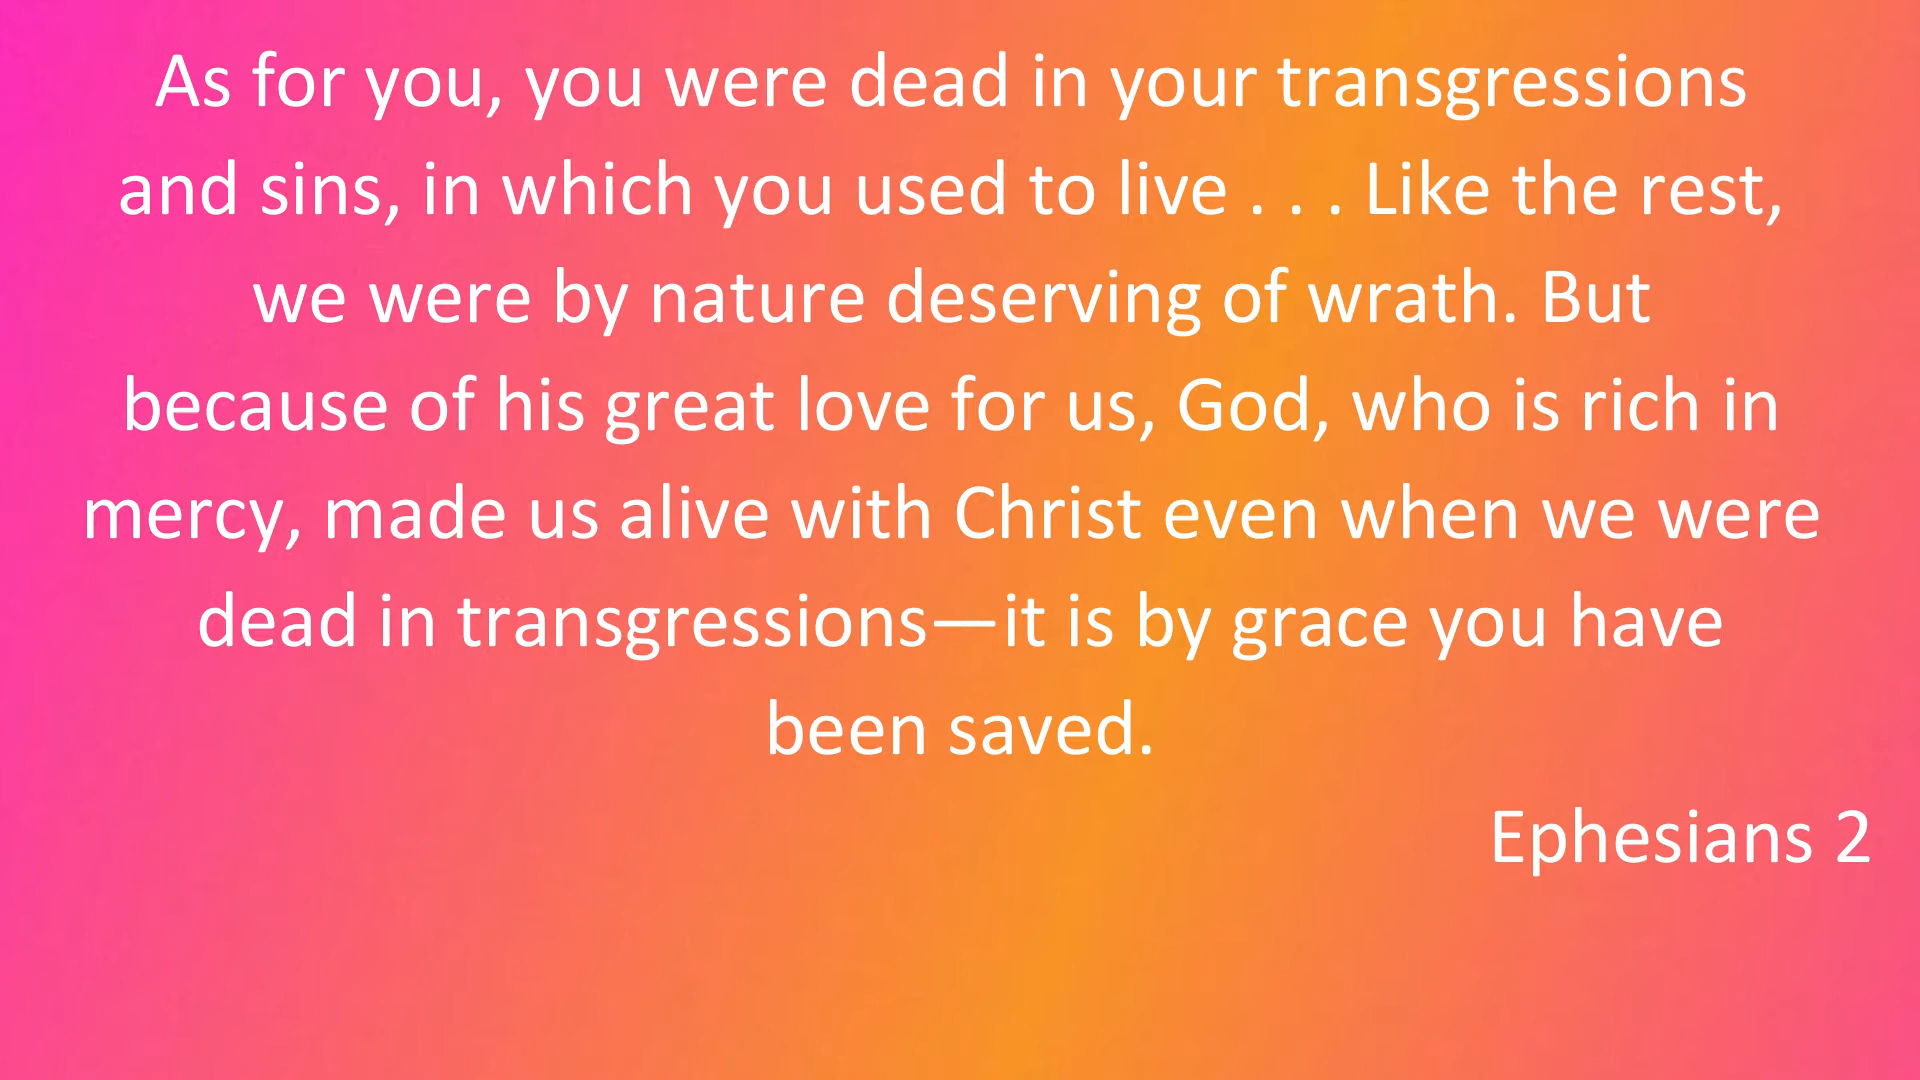 As for you, you were dead in your transgressions
and sins, in which you used to live . . . Like the rest,
we were by nature deserving of wrath. But
because of his great love for us, God, who is rich in
mercy, made us alive with Christ even when we were
dead in transgressions—it is by grace you have
been saved.
Ephesians 2